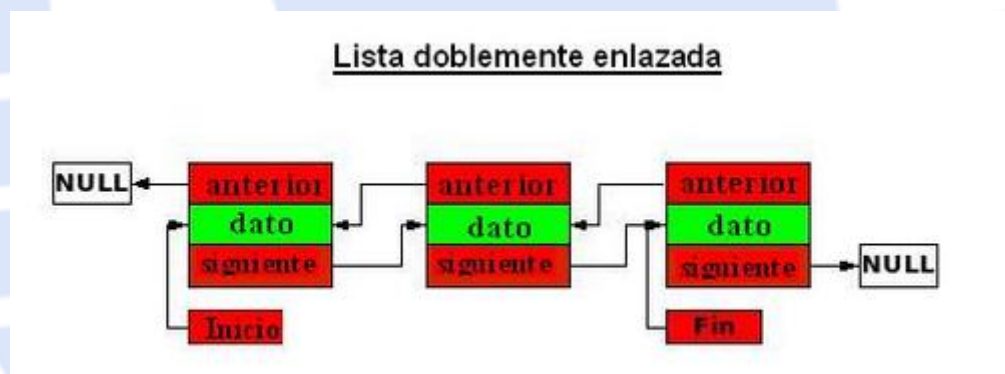 Lista doblemente enlazada
NULL
anterior
anterior
anterior
dato
dato
dato
siguiente
siguiente
siguiente
NULL
Inicio
Fin